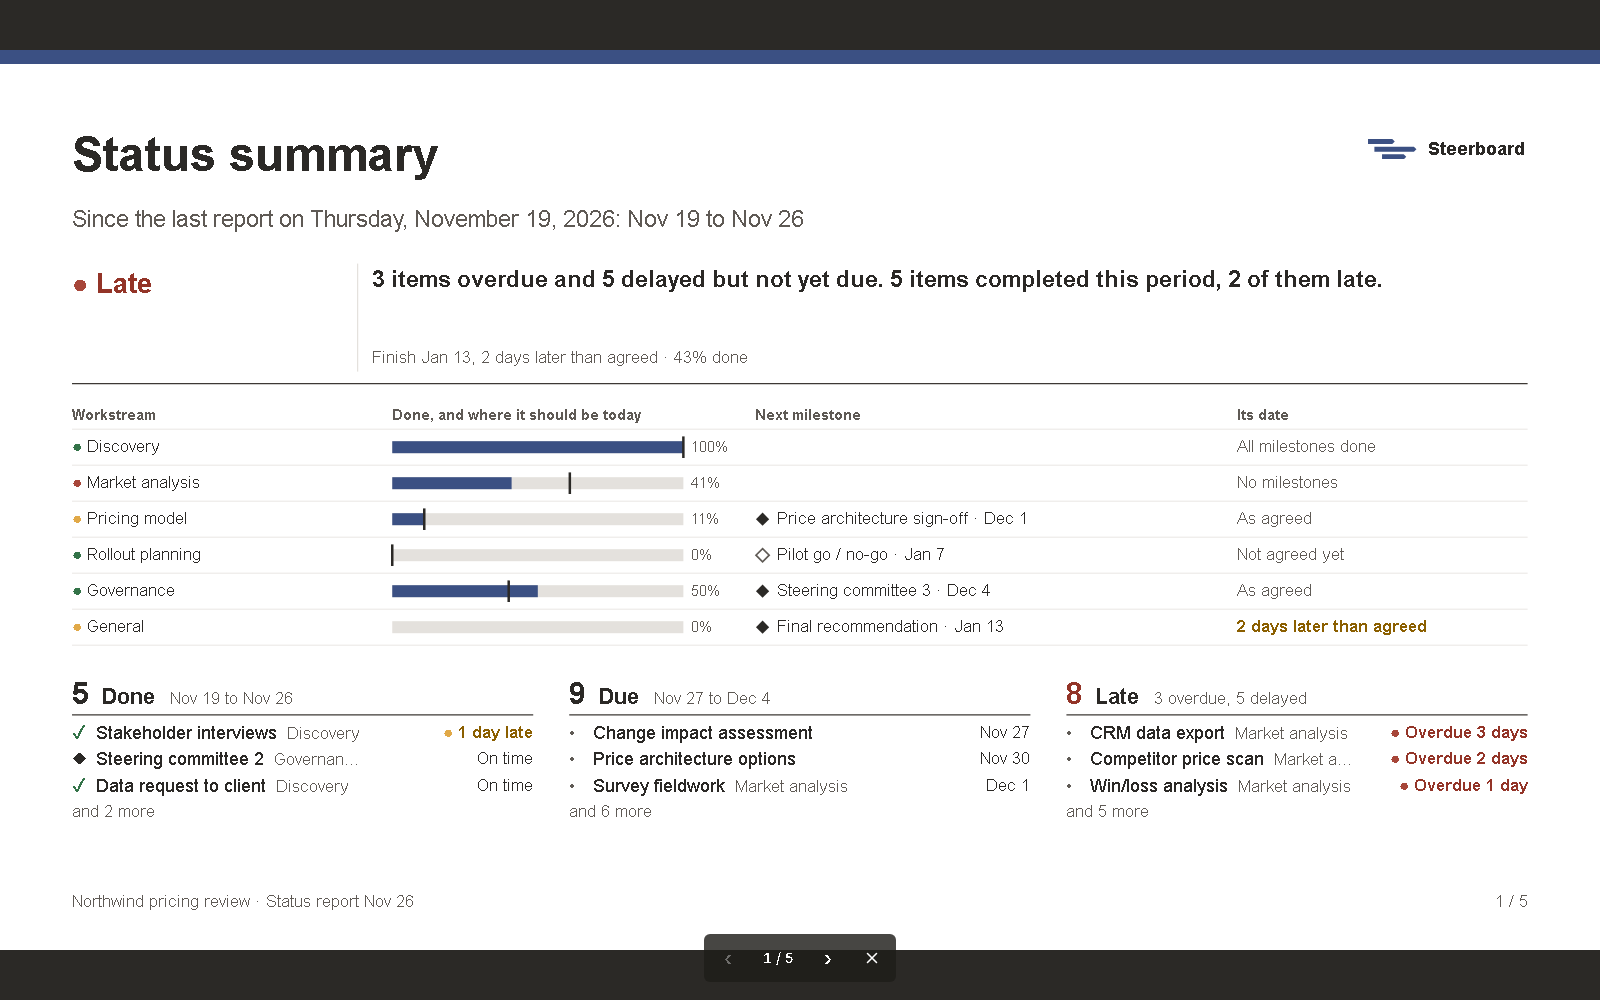 Status summary
Steerboard
Since the last report on Thursday, November 19, 2026: Nov 19 to Nov 26
● Late
3 items overdue and 5 delayed but not yet due. 5 items completed this period, 2 of them late.
Finish Jan 13, 2 days later than agreed · 43% done
Workstream Done, and where it should be today Next milestone Its date
● Discovery 100% All milestones done
● Market analysis 41% No milestones
● Pricing model 11% ◆ Price architecture sign-off · Dec 1 As agreed
● Rollout planning 0% ◇ Pilot go / no-go · Jan 7 Not agreed yet
● Governance 50% ◆ Steering committee 3 · Dec 4 As agreed
● General 0% ◆ Final recommendation · Jan 13 2 days later than agreed
5 Done Nov 19 to Nov 26
✓ Stakeholder interviews Discovery ● 1 day late
◆ Steering committee 2 Governan... On time
✓ Data request to client Discovery On time
and 2 more
9 Due Nov 27 to Dec 4
• Change impact assessment Nov 27
• Price architecture options Nov 30
• Survey fieldwork Market analysis Dec 1
and 6 more
8 Late 3 overdue, 5 delayed
• CRM data export Market analysis ● Overdue 3 days
• Competitor price scan Market a... ● Overdue 2 days
• Win/loss analysis Market analysis ● Overdue 1 day
and 5 more
Northwind pricing review · Status report Nov 26
1 / 5
‹ 1 / 5 › ✕